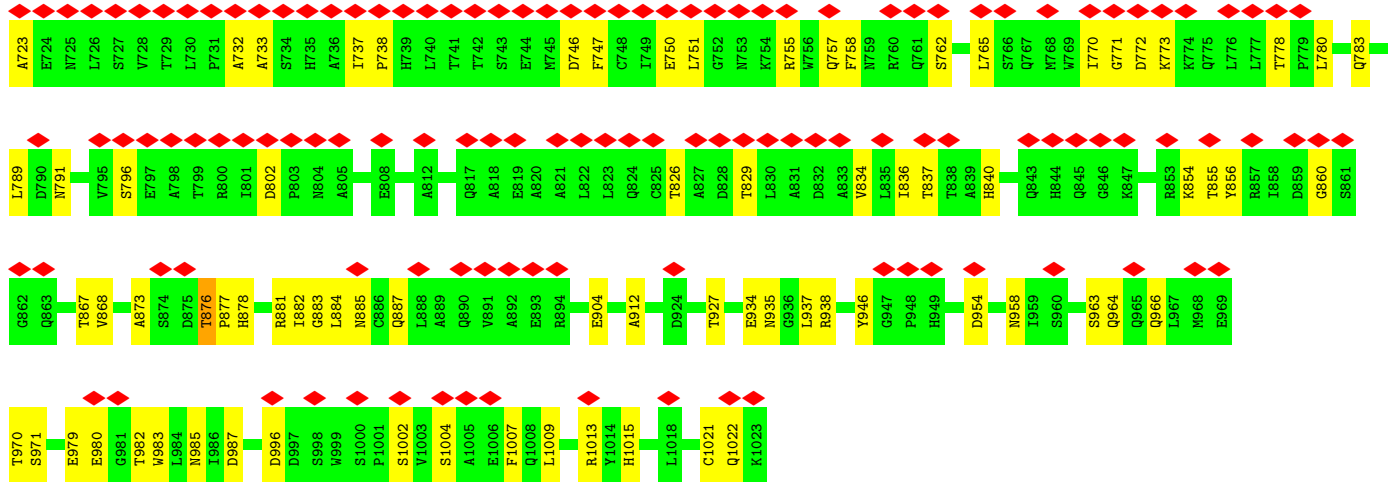 A723 E724 N725 L726 S727 V728 T729 L730 P731 A732 A733 S734 H735 A736 I737 P738 H739 L740 T741 T742 S743 E744 M745 D746 F747 C748 I749 E750 L751 G752 N753 K754 R755 W756 Q757 F758 N759 R760 Q761 S762 L765 S766 Q767 M768 W769 I770 G771 D772 K773 K774 Q775 L776 L777 T778 P779 L780 Q783
L789 D790 N791 V795 S796 E797 A798 T799 R800 I801 D802 P803 N804 A805 E808 A812 Q817 A818 E819 A820 A821 L822 L823 Q824 C825 T826 A827 D828 T829 L830 A831 D832 A833 V834 L835 I836 T837 T838 A839 H840 Q843 H844 Q845 G846 K847 R853 K854 T855 Y856 R857 I858 D859 G860 S861
G862 Q863 T867 V868 A873 S874 D875 T876 P877 H878 R881 I882 G883 L884 N885 C886 Q887 L888 A889 Q890 V891 A892 E893 R894 E904 A912 D924 T927 E934 N935 G936 L937 R938 Y946 G947 P948 H949 D954 N958 I959 S960 S963 Q964 Q965 Q966 L967 M968 E969
T970 S971 E979 E980 G981 T982 W983 L984 N985 I986 D987 D996 D997 S998 W999 S1000 P1001 S1002 V1003 S1004 A1005 E1006 F1007 Q1008 L1009 R1013 Y1014 H1015 L1018 C1021 Q1022 K1023